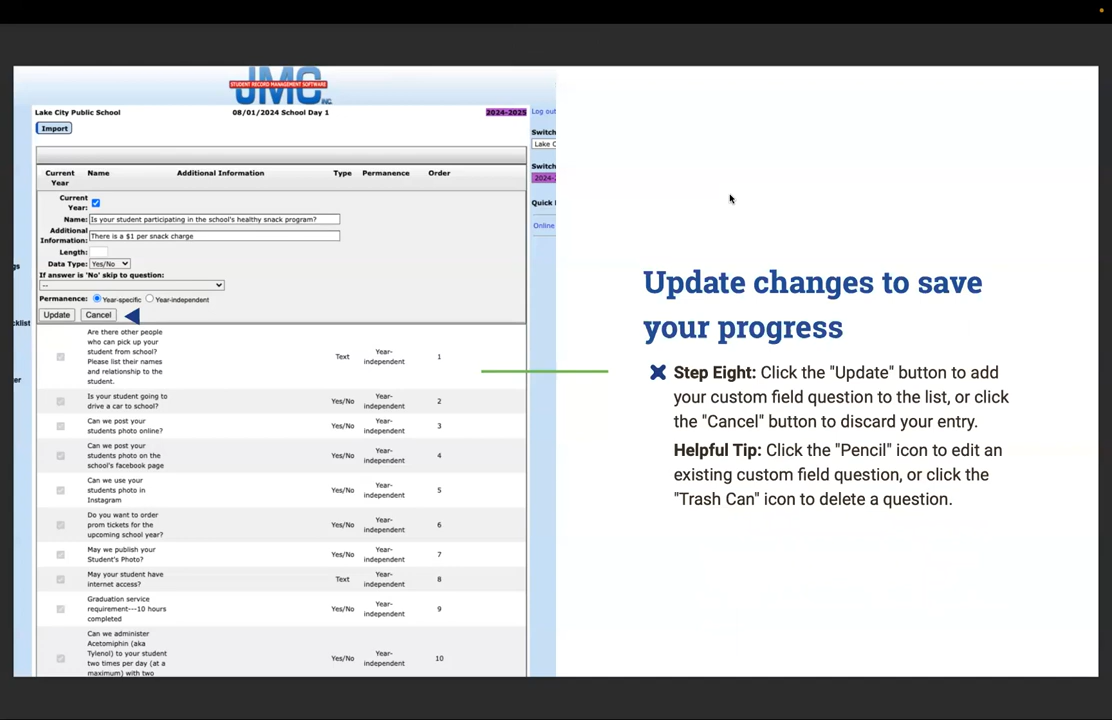 STUDENT RECORD MANAGEMENT SOFTWARE
JMC
INC.
Lake City Public School
08/01/2024 School Day 1
2024-2025
Log out
Import
Switch
Lake C
Switch
2024-
Quick
Online
Current Year
Name
Additional Information
Type
Permanence
Order
Current Year:
Name: Is your student participating in the school's healthy snack program?
Additional Information: There is a $1 per snack charge
Length:
Data Type: Yes/No
If answer is 'No' skip to question:
--
Permanence: Year-specific Year-independent
Update Cancel
Are there other people
who can pick up your
student from school?
Please list their names
and relationship to the
student.
Text
Year-independent
1
Is your student going to
drive a car to school?
Yes/No
Year-independent
2
Can we post your
students photo online?
Yes/No
Year-independent
3
Can we post your
students photo on the
school's facebook page
Yes/No
Year-independent
4
Can we use your
students photo in
Instagram
Yes/No
Year-independent
5
Do you want to order
prom tickets for the
upcoming school year?
Yes/No
Year-independent
6
May we publish your
Student's Photo?
Yes/No
Year-independent
7
May your student have
internet access?
Text
Year-independent
8
Graduation service
requirement---10 hours
completed
Yes/No
Year-independent
9
Can we administer
Acetomiphin (aka
Tylenol) to your student
two times per day (at a
maximum) with two
Yes/No
Year-independent
10
Update changes to save
your progress
Step Eight: Click the "Update" button to add
your custom field question to the list, or click
the "Cancel" button to discard your entry.
Helpful Tip: Click the "Pencil" icon to edit an
existing custom field question, or click the
"Trash Can" icon to delete a question.